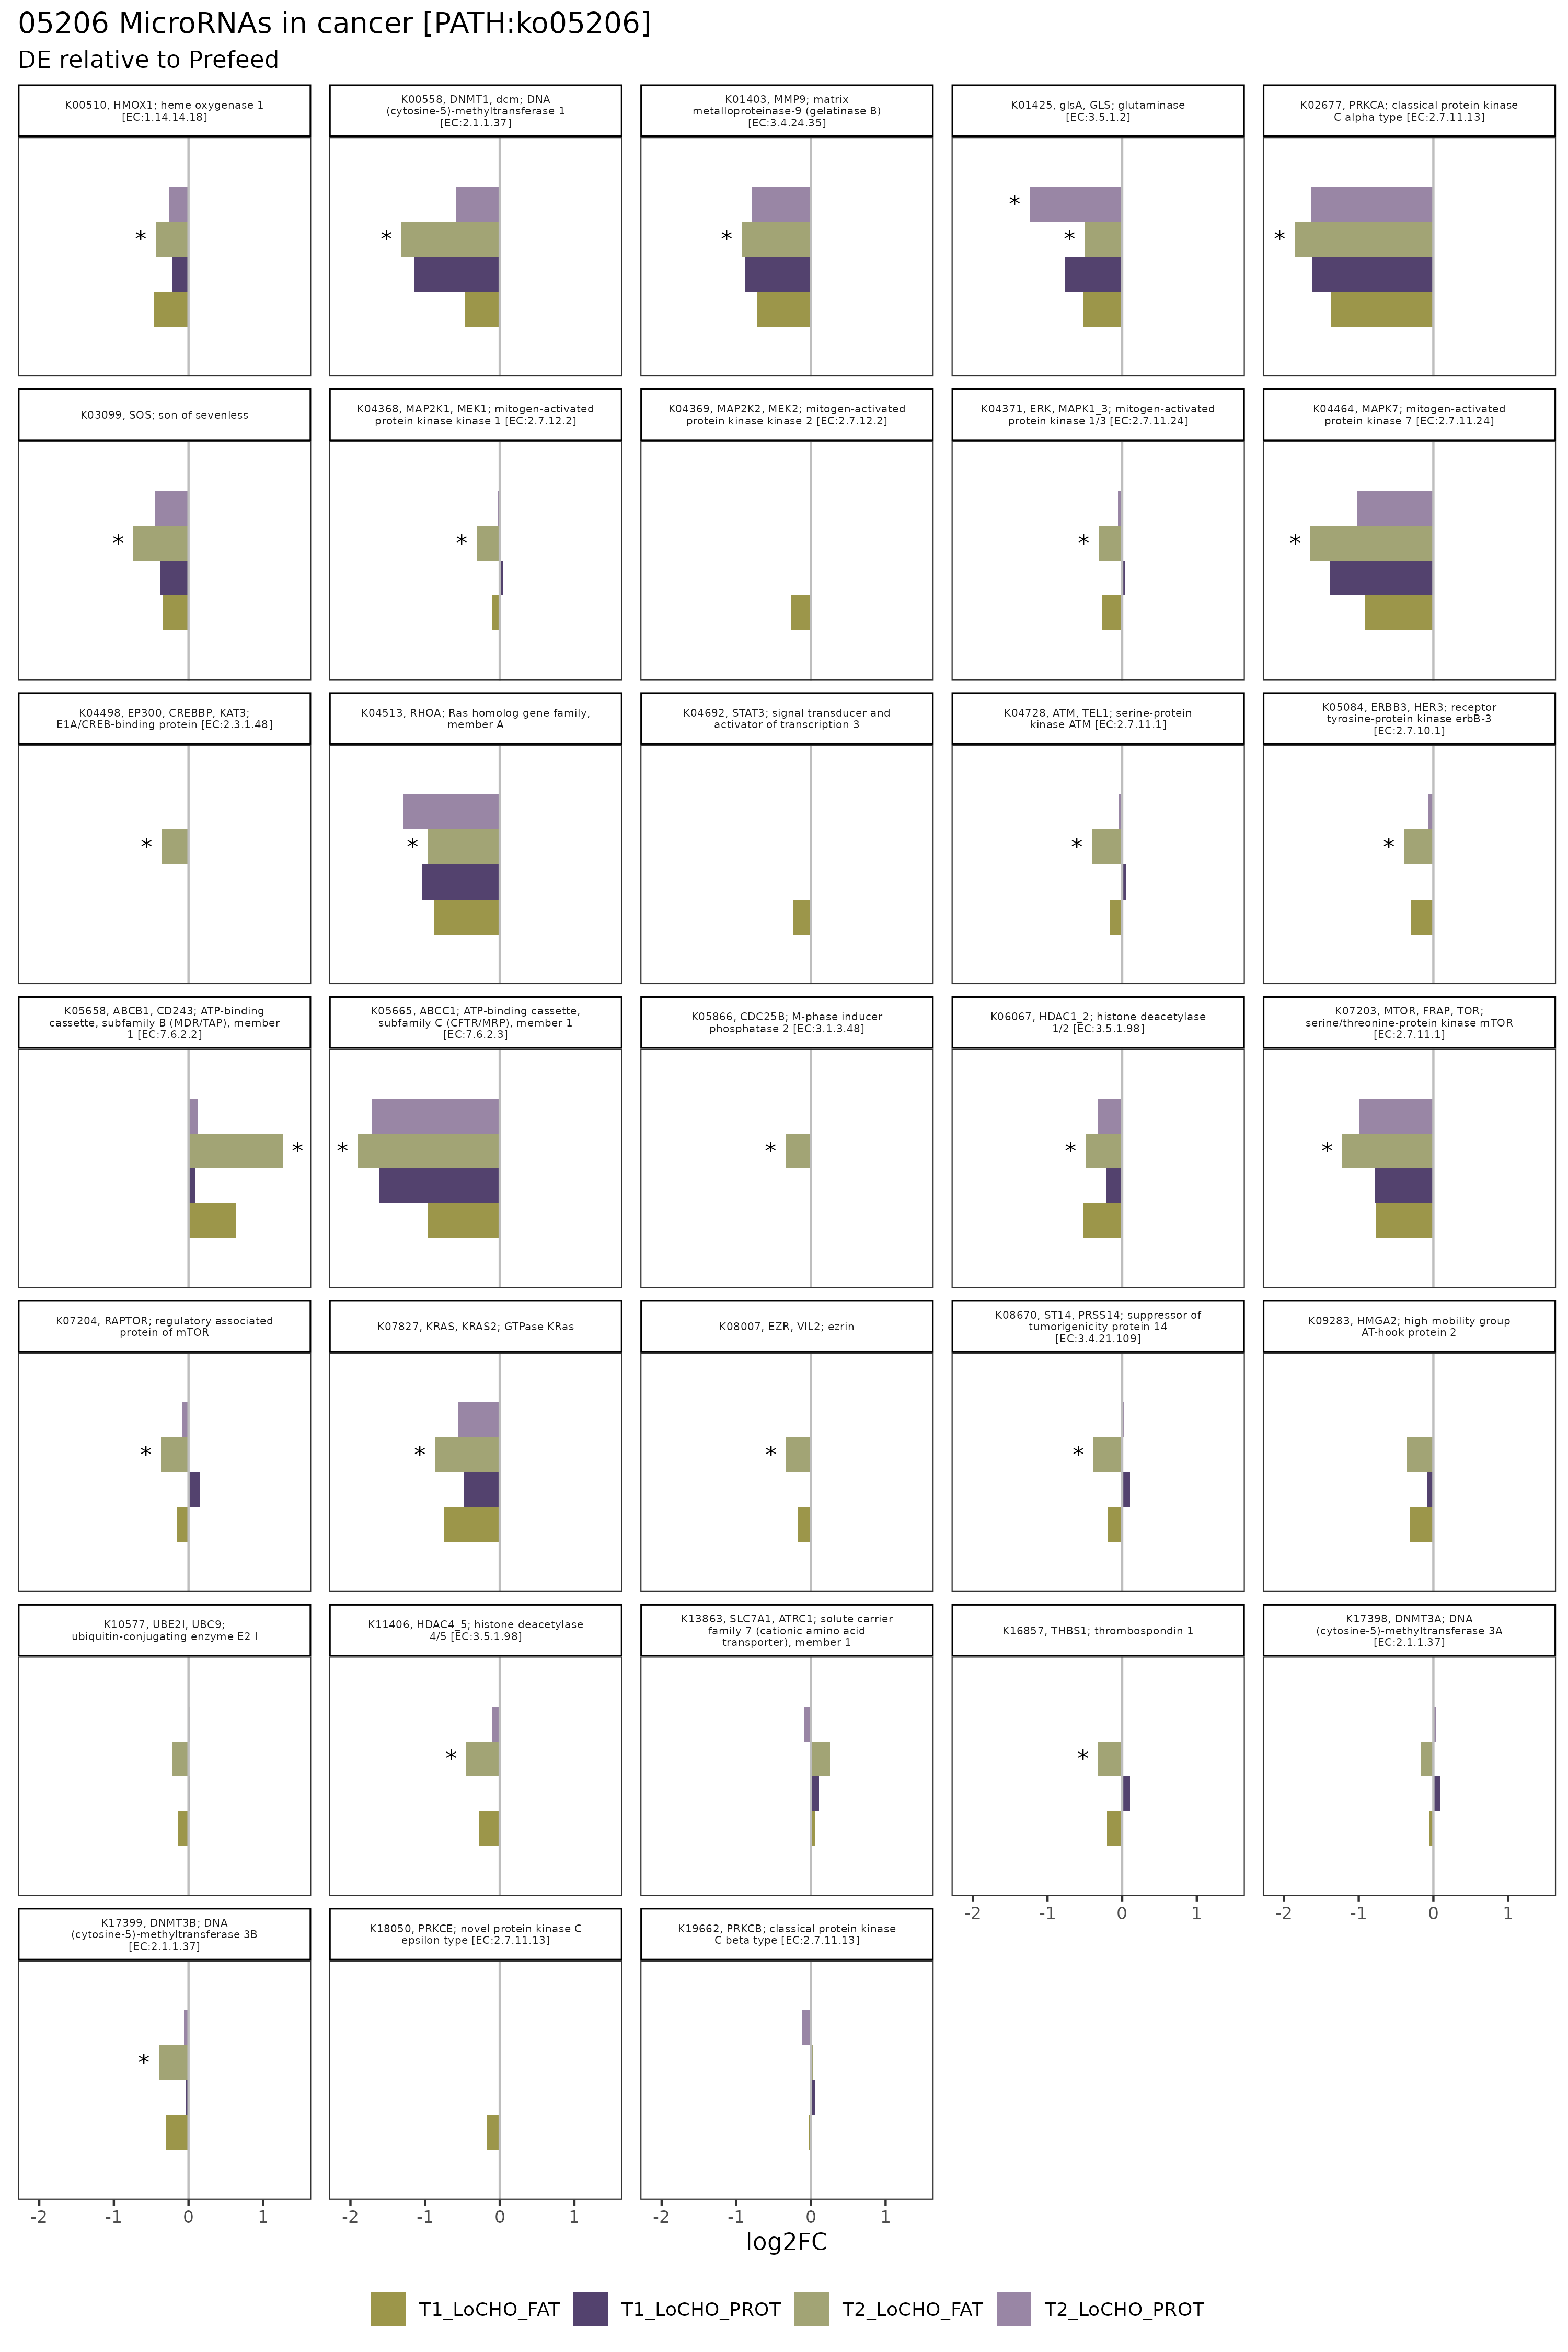 05206 MicroRNAs in cancer [PATH:ko05206]
DE relative to Prefeed
K00510, HMOX1; heme oxygenase 1
[EC:1.14.14.18]
K00558, DNMT1, dcm; DNA
(cytosine-5)-methyltransferase 1
[EC:2.1.1.37]
K01403, MMP9; matrix
metalloproteinase-9 (gelatinase B)
[EC:3.4.24.35]
K01425, glsA, GLS; glutaminase
[EC:3.5.1.2]
K02677, PRKCA; classical protein kinase
C alpha type [EC:2.7.11.13]
*
*
*
*
*
*
K03099, SOS; son of sevenless
K04368, MAP2K1, MEK1; mitogen-activated
protein kinase kinase 1 [EC:2.7.12.2]
K04369, MAP2K2, MEK2; mitogen-activated
protein kinase kinase 2 [EC:2.7.12.2]
K04371, ERK, MAPK1_3; mitogen-activated
protein kinase 1/3 [EC:2.7.11.24]
K04464, MAPK7; mitogen-activated
protein kinase 7 [EC:2.7.11.24]
*
*
*
*
K04498, EP300, CREBBP, KAT3;
E1A/CREB-binding protein [EC:2.3.1.48]
K04513, RHOA; Ras homolog gene family,
member A
K04692, STAT3; signal transducer and
activator of transcription 3
K04728, ATM, TEL1; serine-protein
kinase ATM [EC:2.7.11.1]
K05084, ERBB3, HER3; receptor
tyrosine-protein kinase erbB-3
[EC:2.7.10.1]
*
*
*
*
K05658, ABCB1, CD243; ATP-binding
cassette, subfamily B (MDR/TAP), member
1 [EC:7.6.2.2]
K05665, ABCC1; ATP-binding cassette,
subfamily C (CFTR/MRP), member 1
[EC:7.6.2.3]
K05866, CDC25B; M-phase inducer
phosphatase 2 [EC:3.1.3.48]
K06067, HDAC1_2; histone deacetylase
1/2 [EC:3.5.1.98]
K07203, MTOR, FRAP, TOR;
serine/threonine-protein kinase mTOR
[EC:2.7.11.1]
*
*
*
*
*
K07204, RAPTOR; regulatory associated
protein of mTOR
K07827, KRAS, KRAS2; GTPase KRas
K08007, EZR, VIL2; ezrin
K08670, ST14, PRSS14; suppressor of
tumorigenicity protein 14
[EC:3.4.21.109]
K09283, HMGA2; high mobility group
AT-hook protein 2
*
*
*
*
K10577, UBE2I, UBC9;
ubiquitin-conjugating enzyme E2 I
K11406, HDAC4_5; histone deacetylase
4/5 [EC:3.5.1.98]
K13863, SLC7A1, ATRC1; solute carrier
family 7 (cationic amino acid
transporter), member 1
K16857, THBS1; thrombospondin 1
K17398, DNMT3A; DNA
(cytosine-5)-methyltransferase 3A
[EC:2.1.1.37]
*
*
-2 -1 0 1
-2 -1 0 1
K17399, DNMT3B; DNA
(cytosine-5)-methyltransferase 3B
[EC:2.1.1.37]
K18050, PRKCE; novel protein kinase C
epsilon type [EC:2.7.11.13]
K19662, PRKCB; classical protein kinase
C beta type [EC:2.7.11.13]
*
-2 -1 0 1
-2 -1 0 1
-2 -1 0 1
log2FC
T1_LoCHO_FAT T1_LoCHO_PROT T2_LoCHO_FAT T2_LoCHO_PROT